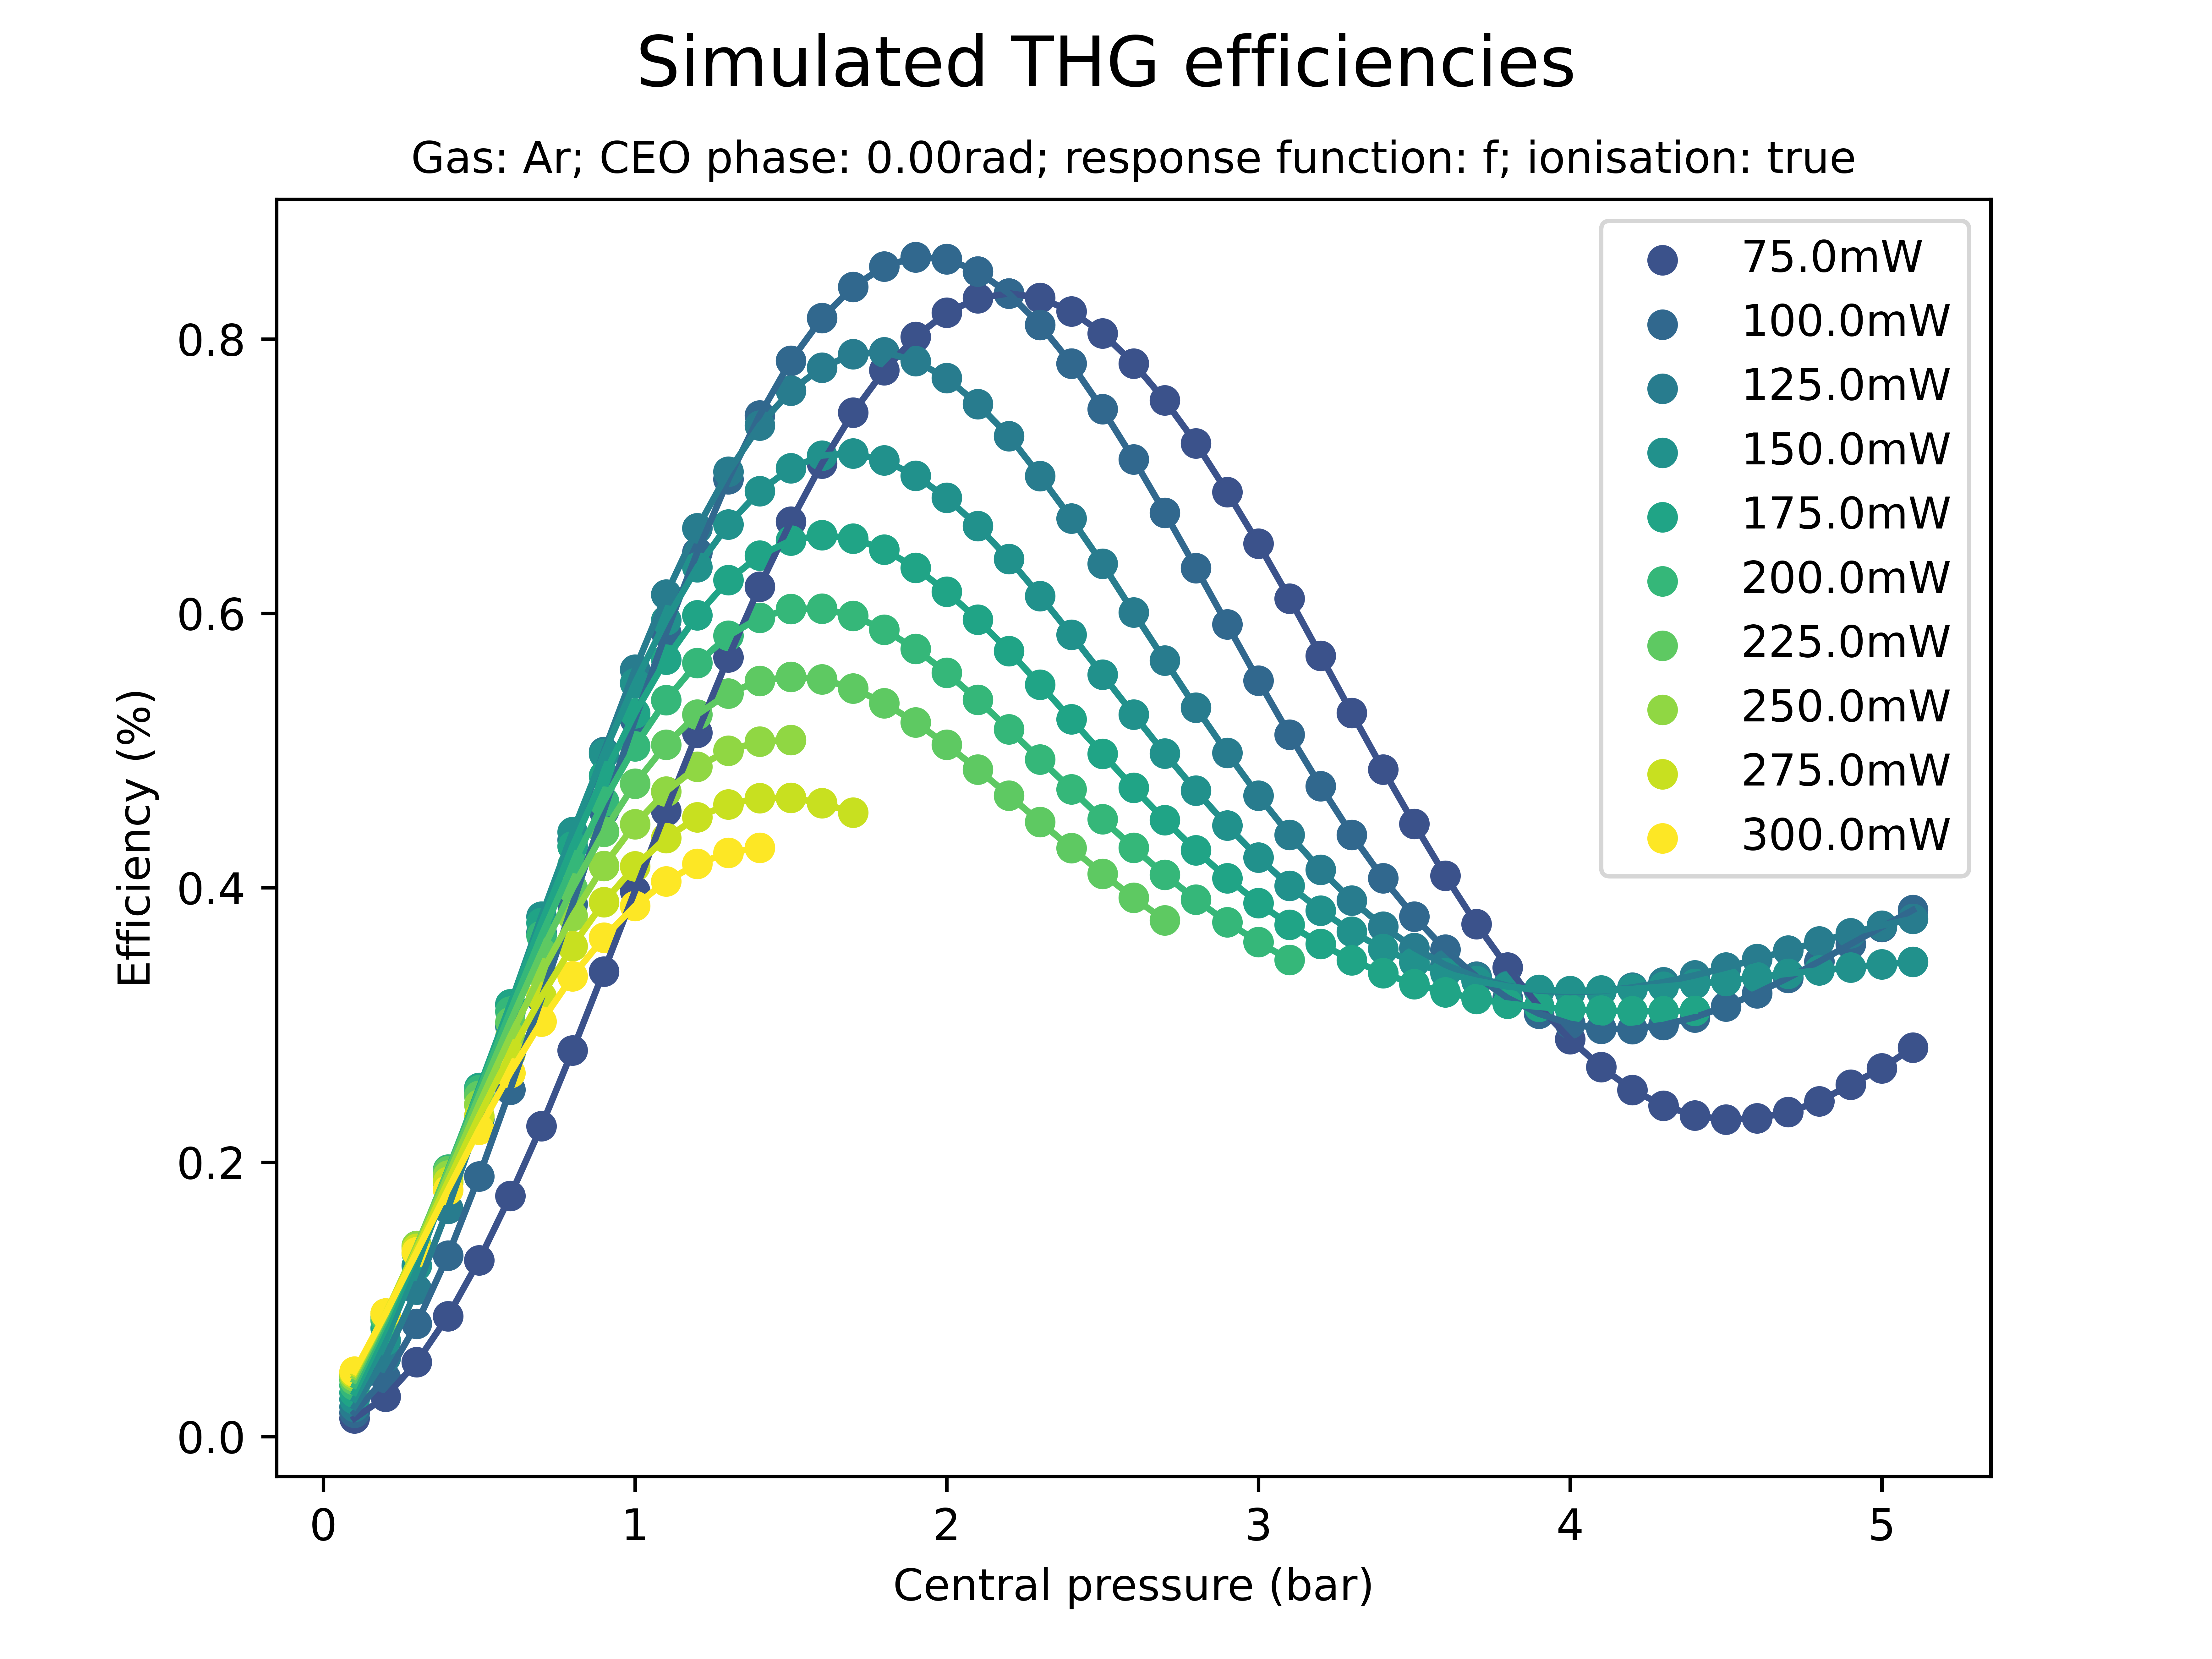 Simulated THG efficiencies
Gas: Ar; CEO phase: 0.00rad; response function: f; ionisation: true
75.0mW
100.0mW
125.0mW
150.0mW
175.0mW
200.0mW
225.0mW
250.0mW
275.0mW
300.0mW
Efficiency (%)
0.8
0.6
0.4
0.2
0.0
0 1 2 3 4 5
Central pressure (bar)